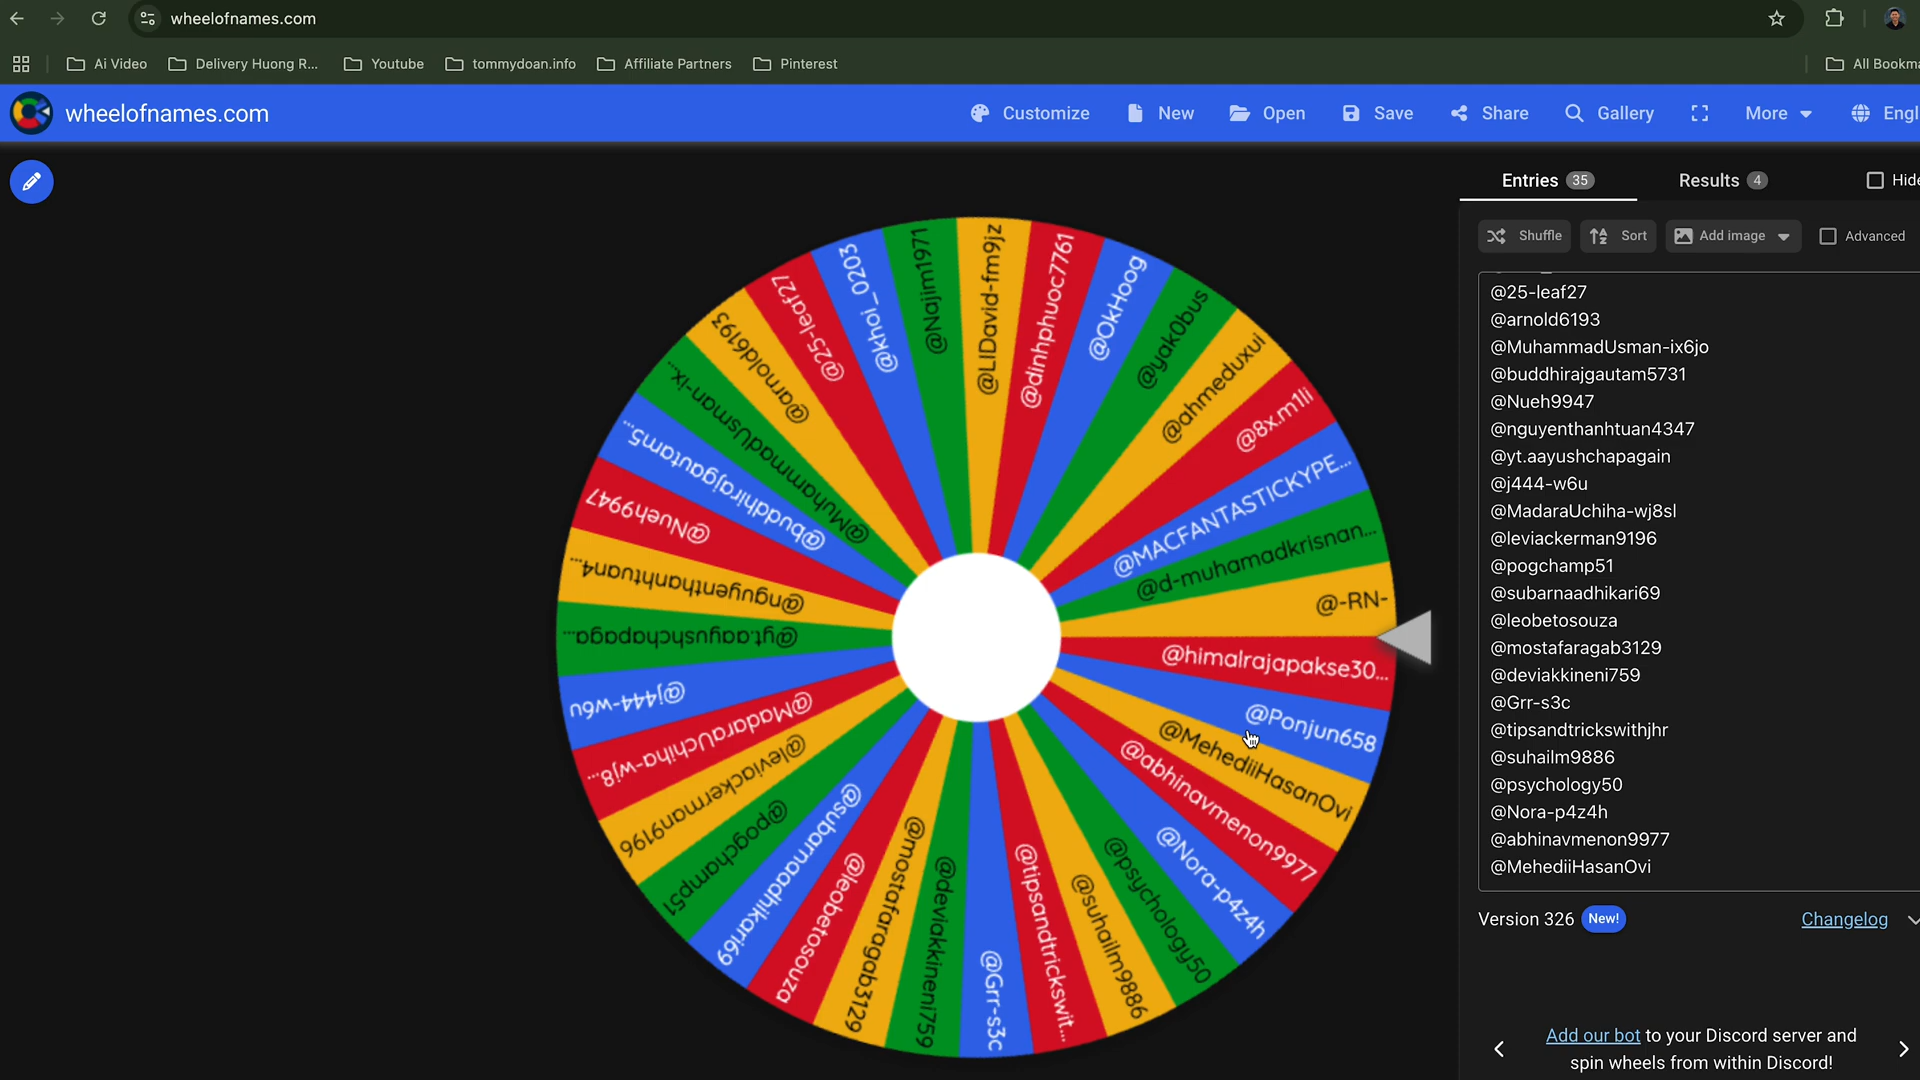 wheelofnames.com
Ai Video
Delivery Huong R...
Youtube
tommydoan.info
Affiliate Partners
Pinterest
All Bookma
wheelofnames.com
Customize
New
Open
Save
Share
Gallery
More
Engl
Entries 35
Results 4
Hide
Shuffle
Sort
Add image
Advanced
@25-leaf27
@arnold6193
@MuhammadUsman-ix6jo
@buddhirajgautam5731
@Nueh9947
@nguyenthanhtuan4347
@yt.aayushchapagain
@j444-w6u
@MadaraUchiha-wj8sl
@leviackerman9196
@pogchamp51
@subarnaadhikari69
@leobetosouza
@mostafaragab3129
@deviakkineni759
@Grr-s3c
@tipsandtrickswithjhr
@suhailm9886
@psychology50
@Nora-p4z4h
@abhinavmenon9977
@MehediiHasanOvi
Version 326 New!
Changelog
Add our bot to your Discord server and
spin wheels from within Discord!
@LIDavid-fm9jz
@dinhphuoc7761
@OkHoog
@yak0bus
@ahmeduxui
@8x.m1li
@MACFANTASTICKYPE...
@d-muhamadkrisnan...
@-RN-
@himalrajapakse30...
@Ponjun658
@MehediiHasanOvi
@abhinavmenon9977
@Nora-p4z4h
@psychology50
@suhailm9886
@tipsandtrickswit...
@Grr-s3c
@deviakkineni759
@mostafaragab3129
@leobetosouza
@subarnaadhikari69
@pogchamp51
@leviackerman9196
@MadaraUchiha-wj8...
@j444-w6u
@yt.aayushchapaga...
@nguyenthanhtuan4...
@Nueh9947
@buddhirajgautam5...
@MuhammadUsman-ix...
@arnold6193
@25-leaf27
@khoi_0203
@Najim1971